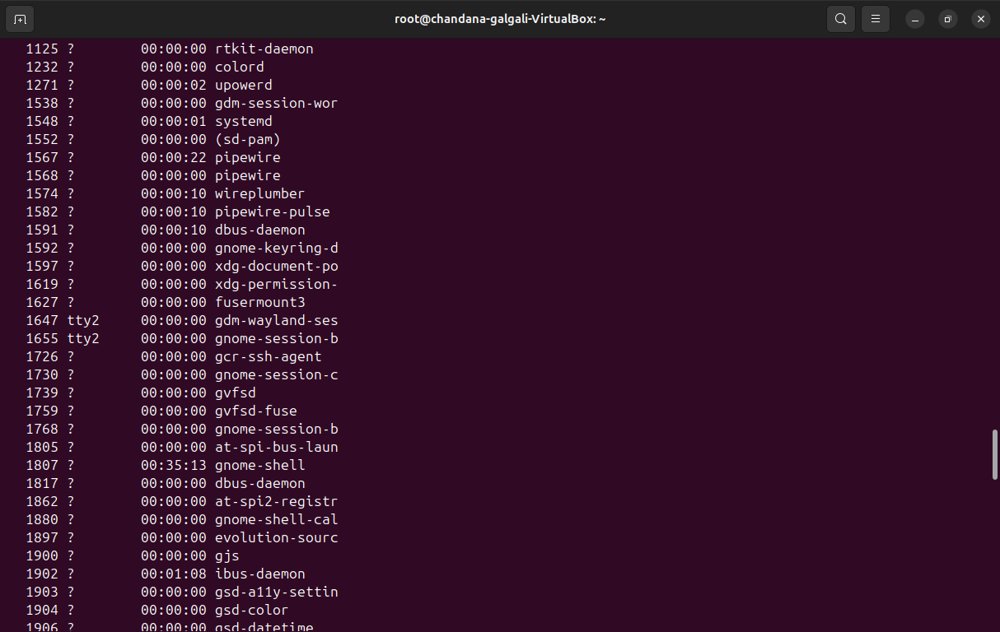 root@chandana-galgali-VirtualBox: ~
1125 ?        00:00:00 rtkit-daemon
1232 ?        00:00:00 colord
1271 ?        00:00:02 upowerd
1538 ?        00:00:00 gdm-session-wor
1548 ?        00:00:01 systemd
1552 ?        00:00:00 (sd-pam)
1567 ?        00:00:22 pipewire
1568 ?        00:00:00 pipewire
1574 ?        00:00:10 wireplumber
1582 ?        00:00:10 pipewire-pulse
1591 ?        00:00:10 dbus-daemon
1592 ?        00:00:00 gnome-keyring-d
1597 ?        00:00:00 xdg-document-po
1619 ?        00:00:00 xdg-permission-
1627 ?        00:00:00 fusermount3
1647 tty2     00:00:00 gdm-wayland-ses
1655 tty2     00:00:00 gnome-session-b
1726 ?        00:00:00 gcr-ssh-agent
1730 ?        00:00:00 gnome-session-c
1739 ?        00:00:00 gvfsd
1759 ?        00:00:00 gvfsd-fuse
1768 ?        00:00:00 gnome-session-b
1805 ?        00:00:00 at-spi-bus-laun
1807 ?        00:35:13 gnome-shell
1817 ?        00:00:00 dbus-daemon
1862 ?        00:00:00 at-spi2-registr
1880 ?        00:00:00 gnome-shell-cal
1897 ?        00:00:00 evolution-sourc
1900 ?        00:00:00 gjs
1902 ?        00:01:08 ibus-daemon
1903 ?        00:00:00 gsd-a11y-settin
1904 ?        00:00:00 gsd-color
1906 ?        00:00:00 gsd-datetime